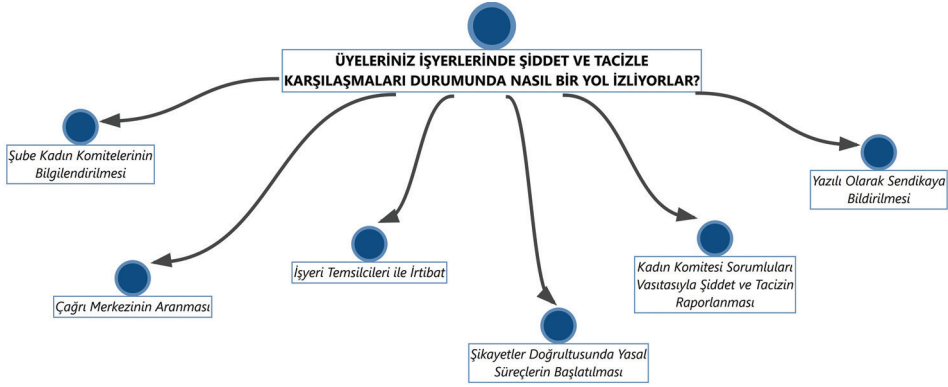 ÜYELERİNİZ İŞYERLERİNDE ŞİDDET VE TACİZLE
KARŞILAŞMALARI DURUMUNDA NASIL BİR YOL İZLİYORLAR?
Şube Kadın Komitelerinin
Bilgilendirilmesi
Çağrı Merkezinin Aranması
İşyeri Temsilcileri ile İrtibat
Şikayetler Doğrultusunda Yasal
Süreçlerin Başlatılması
Kadın Komitesi Sorumluları
Vasıtasıyla Şiddet ve Tacizin
Raporlanması
Yazılı Olarak Sendikaya
Bildirilmesi